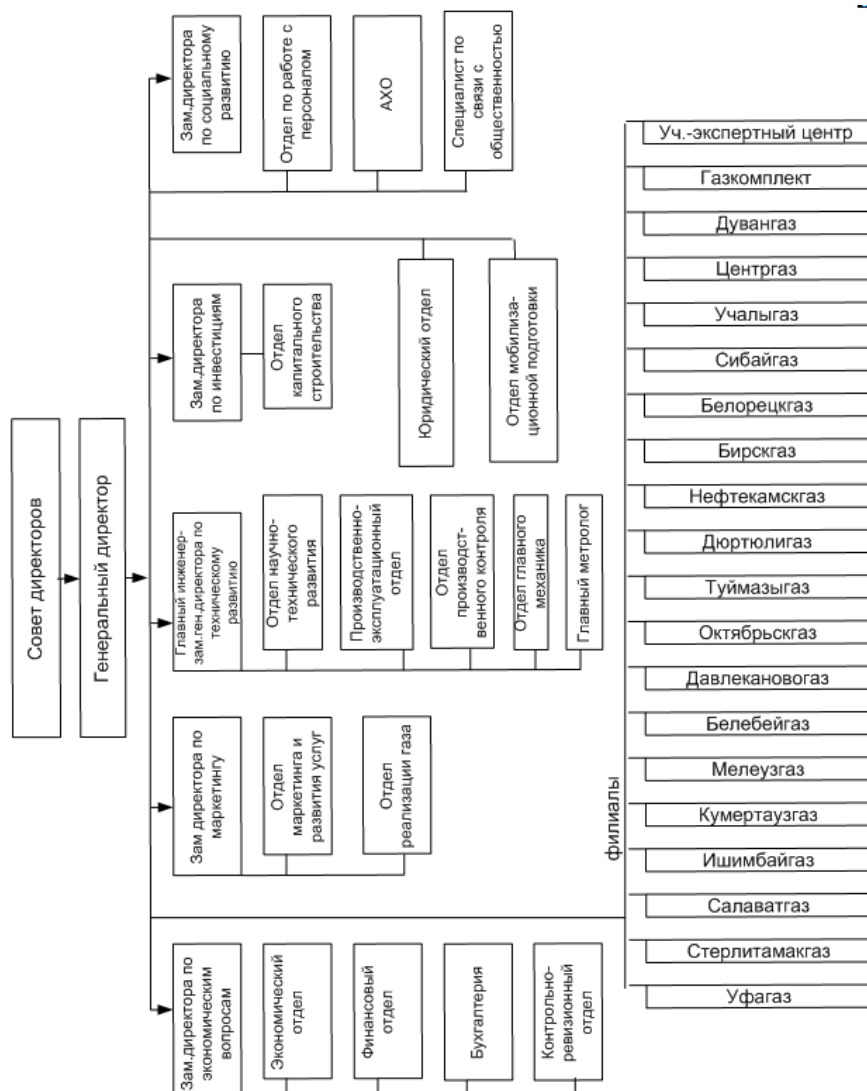 Совет директоров
Генеральный директор
Зам.директора по
экономическим
вопросам
Экономический
отдел
Финансовый
отдел
Бухгалтерия
Контрольно-
ревизионный
отдел
Зам директора по
маркетингу
Отдел
маркетинга и
развития услуг
Отдел
реализации газа
Главный инженер-
зам.ген.директора по
техническому
развитию
Отдел научно-
технического
развития
Производственно-
эксплуатационный
отдел
Отдел
производст-
венного контроля
Отдел главного
механика
Главный метролог
Зам.директора
по инвестициям
Отдел
капитального
строительства
Юридический отдел
Отдел мобилиза-
ционной подготовки
Зам.директора
по социальному
развитию
Отдел по работе с
персоналом
АХО
Специалист по
связи с
общественностью
филиалы
Уч.-экспертный центр
Газкомплект
Дувангаз
Центргаз
Учалыгаз
Сибайгаз
Белорецкгаз
Бирскгаз
Нефтекамскгаз
Дюртюлигаз
Туймазыгаз
Октябрьскгаз
Давлекановогаз
Белебейгаз
Мелеузгаз
Кумертаузгаз
Ишимбайгаз
Салаватгаз
Стерлитамакгаз
Уфагаз